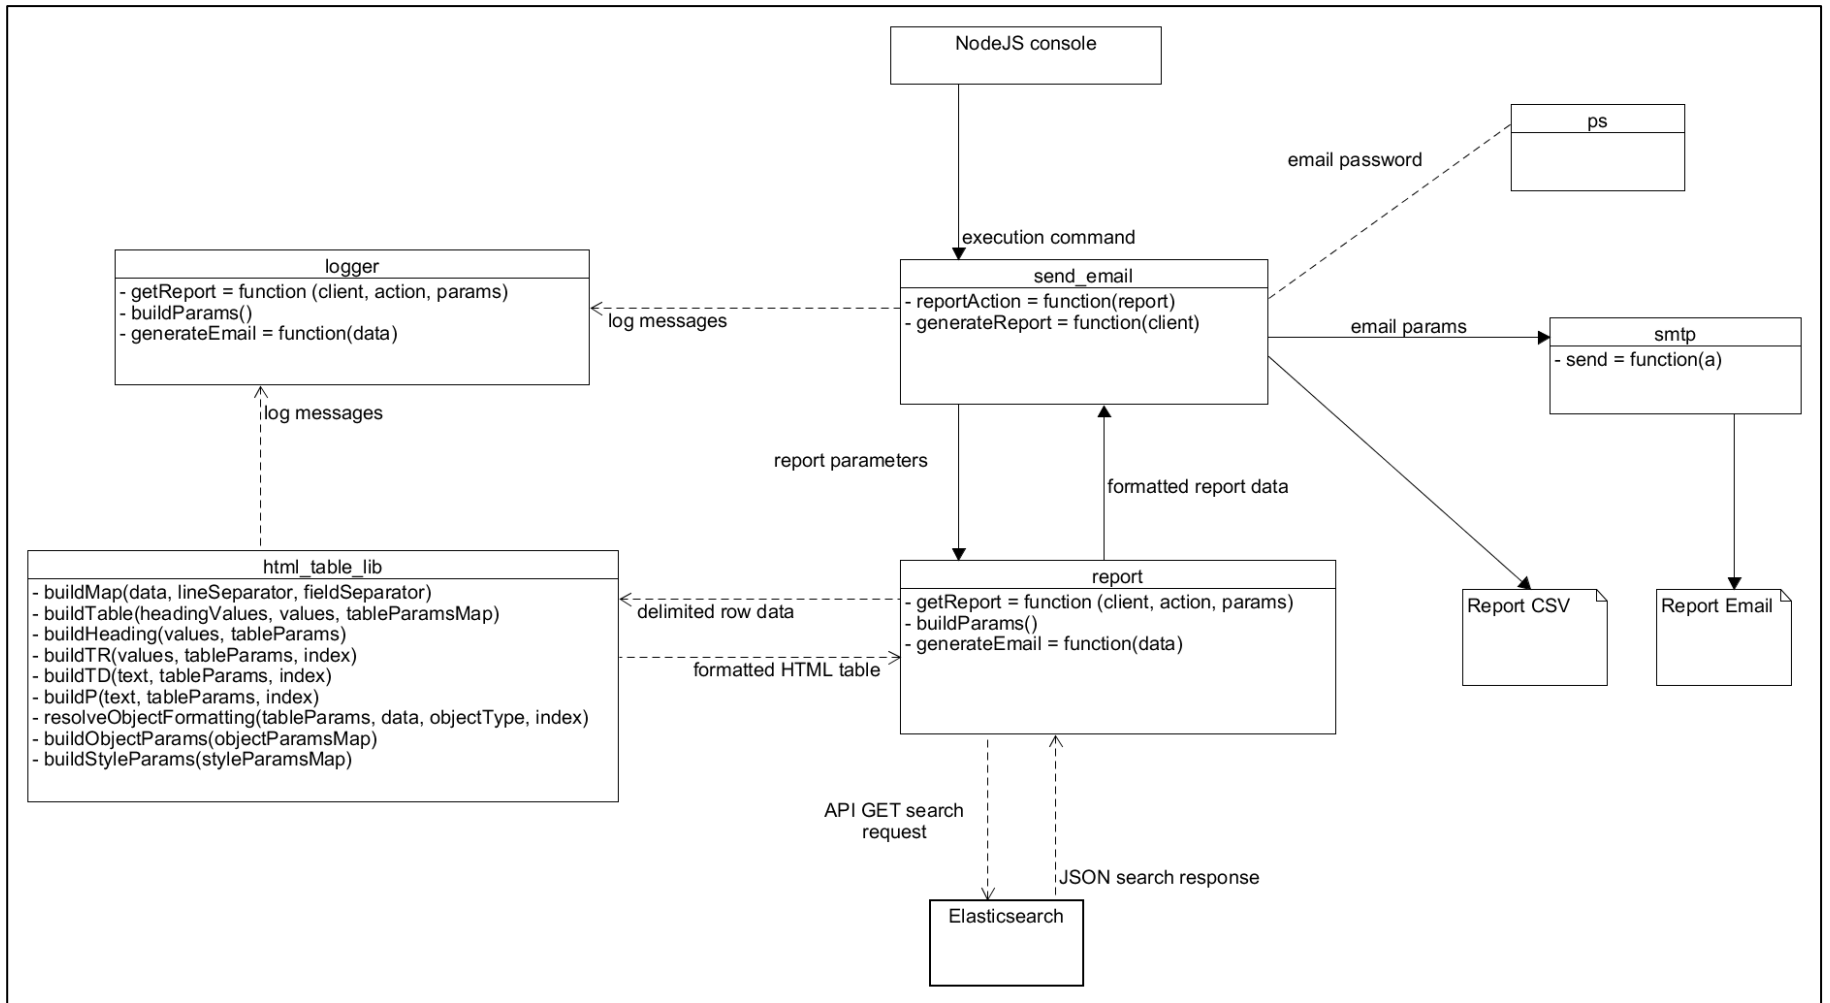 NodeJS console
ps
email password
execution command
logger
- getReport = function (client, action, params)
- buildParams()
- generateEmail = function(data)
send_email
- reportAction = function(report)
- generateReport = function(client)
log messages
email params
smtp
- send = function(a)
log messages
report parameters
formatted report data
html_table_lib
- buildMap(data, lineSeparator, fieldSeparator)
- buildTable(headingValues, values, tableParamsMap)
- buildHeading(values, tableParams)
- buildTR(values, tableParams, index)
- buildTD(text, tableParams, index)
- buildP(text, tableParams, index)
- resolveObjectFormatting(tableParams, data, objectType, index)
- buildObjectParams(objectParamsMap)
- buildStyleParams(styleParamsMap)
delimited row data
formatted HTML table
report
- getReport = function (client, action, params)
- buildParams()
- generateEmail = function(data)
Report CSV
Report Email
API GET search
request
JSON search response
Elasticsearch